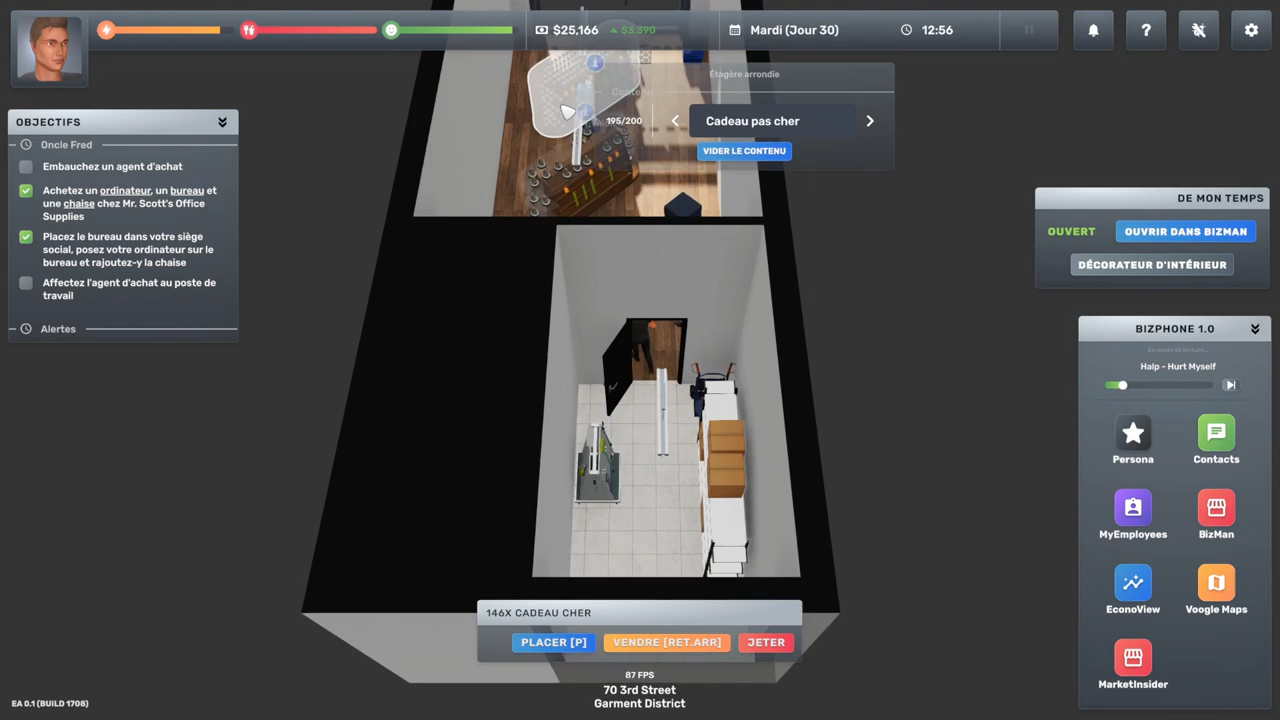 $25,166 $3,390
Mardi (Jour 30)
12:56
?
OBJECTIFS
Oncle Fred
Embauchez un agent d'achat
Achetez un ordinateur, un bureau et
une chaise chez Mr. Scott's Office
Supplies
Placez le bureau dans votre siège
social, posez votre ordinateur sur le
bureau et rajoutez-y la chaise
Affectez l'agent d'achat au poste de
travail
Alertes
Étagère arrondie
Contenu
195/200
Cadeau pas cher
VIDER LE CONTENU
DE MON TEMPS
OUVERT
OUVRIR DANS BIZMAN
DÉCORATEUR D'INTÉRIEUR
BIZPHONE 1.0
En cours de lecture...
Halp - Hurt Myself
Persona
Contacts
MyEmployees
BizMan
EconoView
Voogle Maps
MarketInsider
146X CADEAU CHER
PLACER [P]
VENDRE [RET.ARR]
JETER
87 FPS
70 3rd Street
Garment District
EA 0.1 (BUILD 1708)